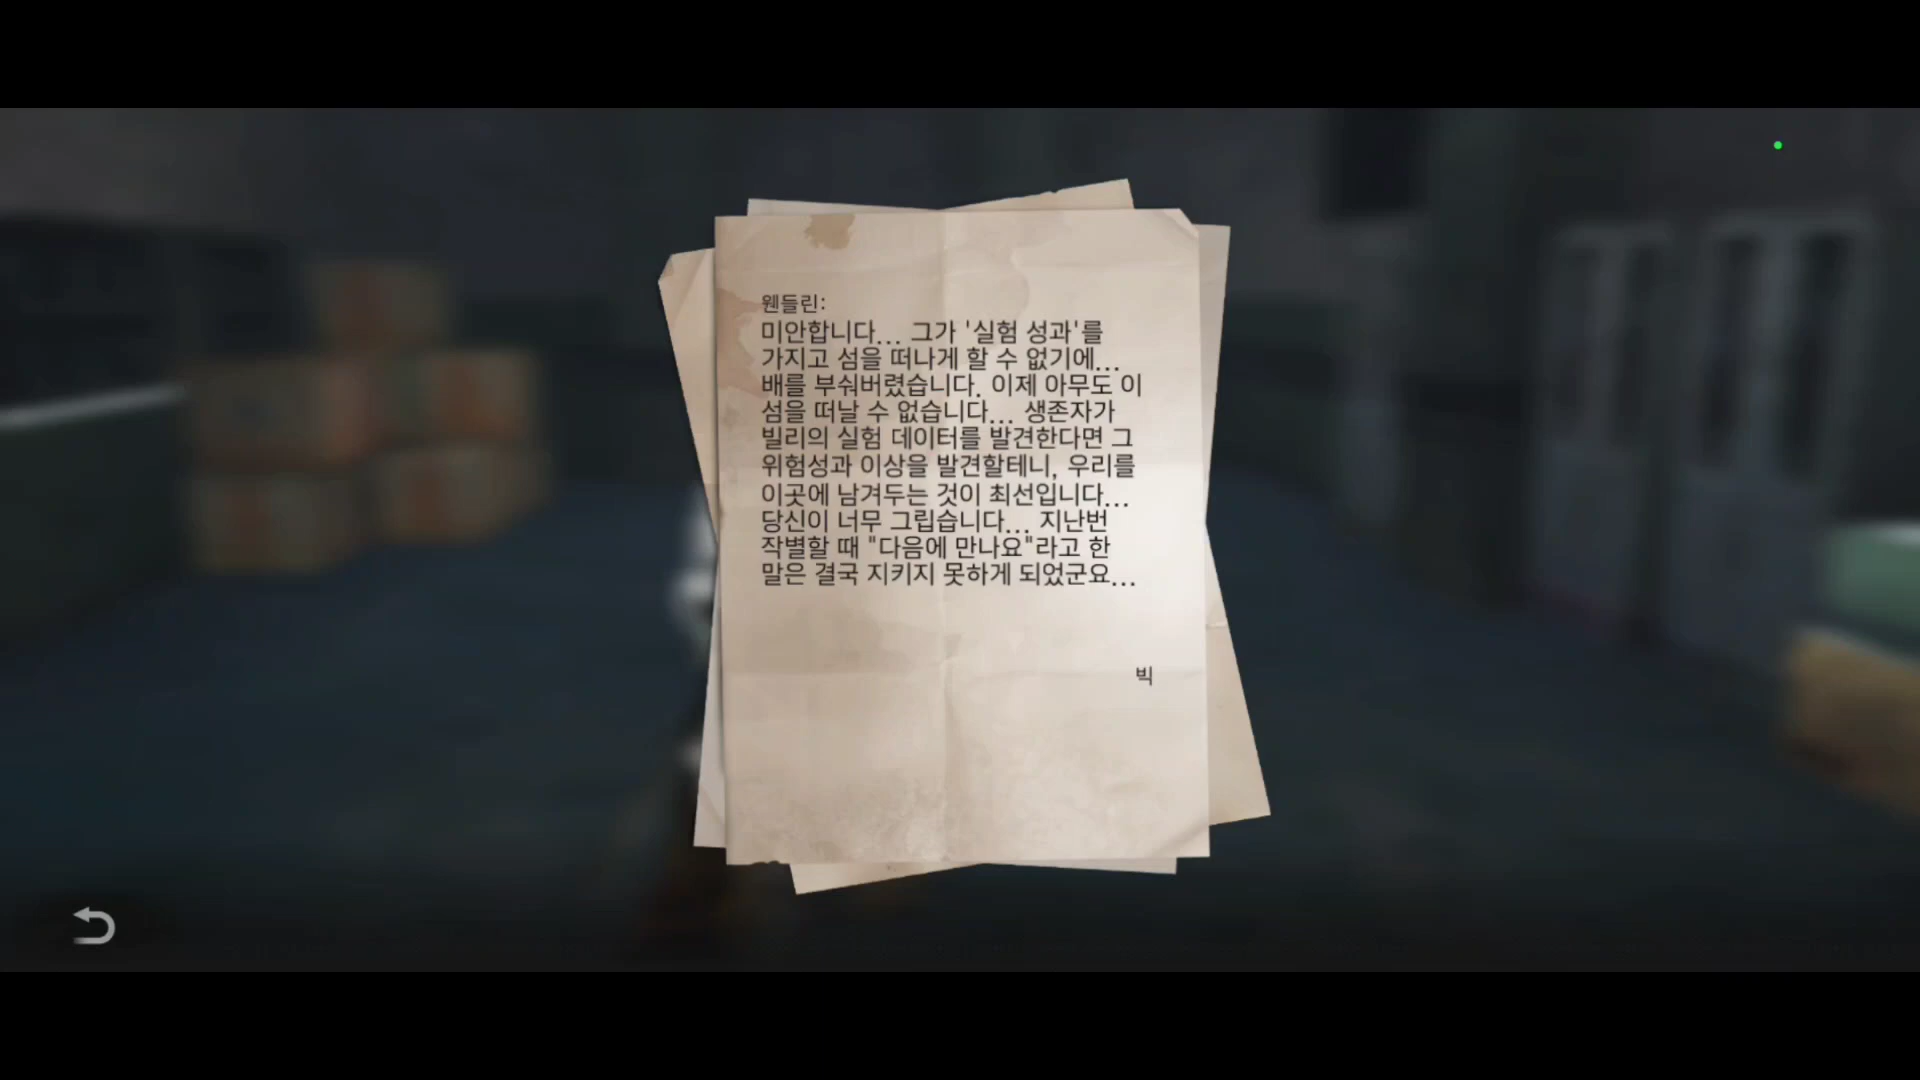 웬들린:
미안합니다... 그가 '실험 성과'를
가지고 섬을 떠나게 할 수 없기에...
배를 부숴버렸습니다. 이제 아무도 이
섬을 떠날 수 없습니다... 생존자가
빌리의 실험 데이터를 발견한다면 그
위험성과 이상을 발견할테니, 우리를
이곳에 남겨두는 것이 최선입니다...
당신이 너무 그립습니다... 지난번
작별할 때 "다음에 만나요"라고 한
말은 결국 지키지 못하게 되었군요...
빅